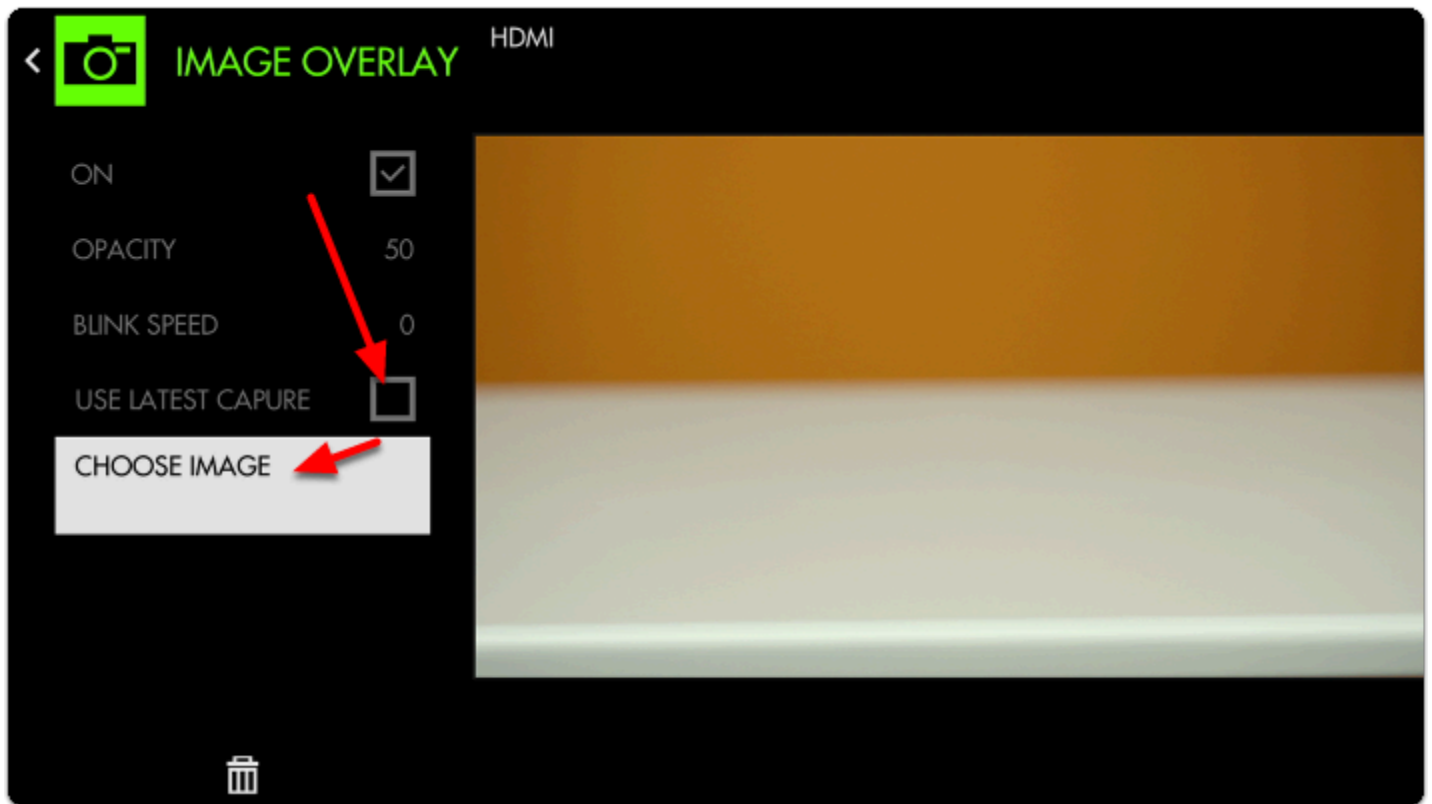 IMAGE OVERLAY
HDMI
ON
OPACITY 50
BLINK SPEED 0
USE LATEST CAPURE
CHOOSE IMAGE